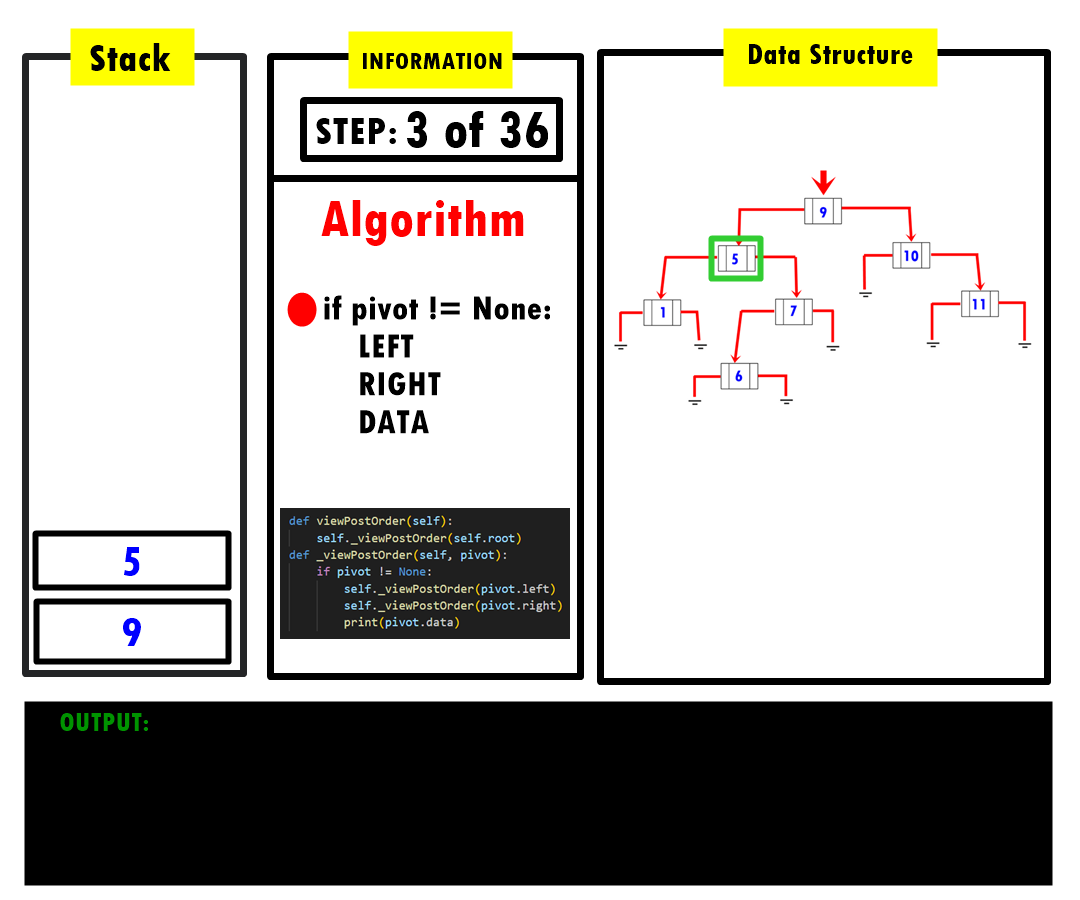 Stack
5
9
INFORMATION
STEP: 3 of 36
Algorithm
if pivot != None:
LEFT
RIGHT
DATA
def viewPostOrder(self):
self._viewPostOrder(self.root)
def _viewPostOrder(self, pivot):
if pivot != None:
self._viewPostOrder(pivot.left)
self._viewPostOrder(pivot.right)
print(pivot.data)
Data Structure
9
5
10
1
7
11
6
OUTPUT: